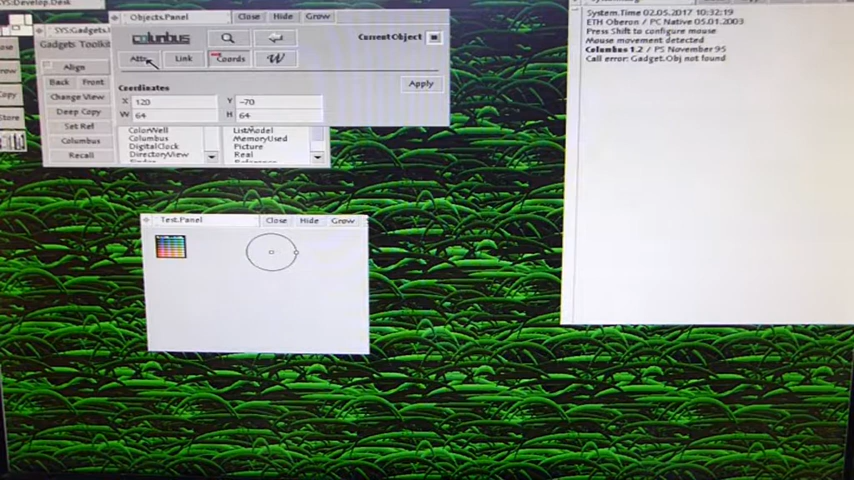 SYS:Develop.Desk
Objects.Panel
Close
Hide
Grow
SYS:Gadgets.
Gadgets Toolkit
Align
Back
Front
Change View
Deep Copy
Set Ref
Columbus
Recall
columbus
Current Object
Link
W
Coords
Apply
Coordinates
X 120
Y -70
W 64
H 64
ColorWell
Columbus
DigitalClock
DirectoryView
ListModel
MemoryUsed
Picture
Real
Test.Panel
Close
Hide
Grow
System.Time 02.05.2017 10:32:19
ETH Oberon / PC Native 05.01.2003
Press Shift to configure mouse
Mouse movement detected
Columbus 1.2 / PS November 95
Call error: Gadget.Obj not found